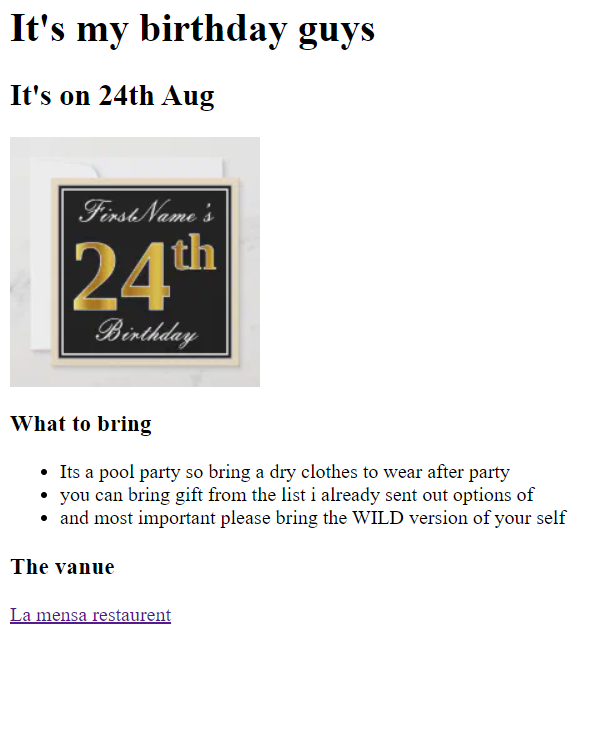 It's my birthday guys
It's on 24th Aug
FirstName's
24th
Birthday
What to bring
Its a pool party so bring a dry clothes to wear after party
you can bring gift from the list i already sent out options of
and most important please bring the WILD version of your self
The vanue
La mensa restaurent